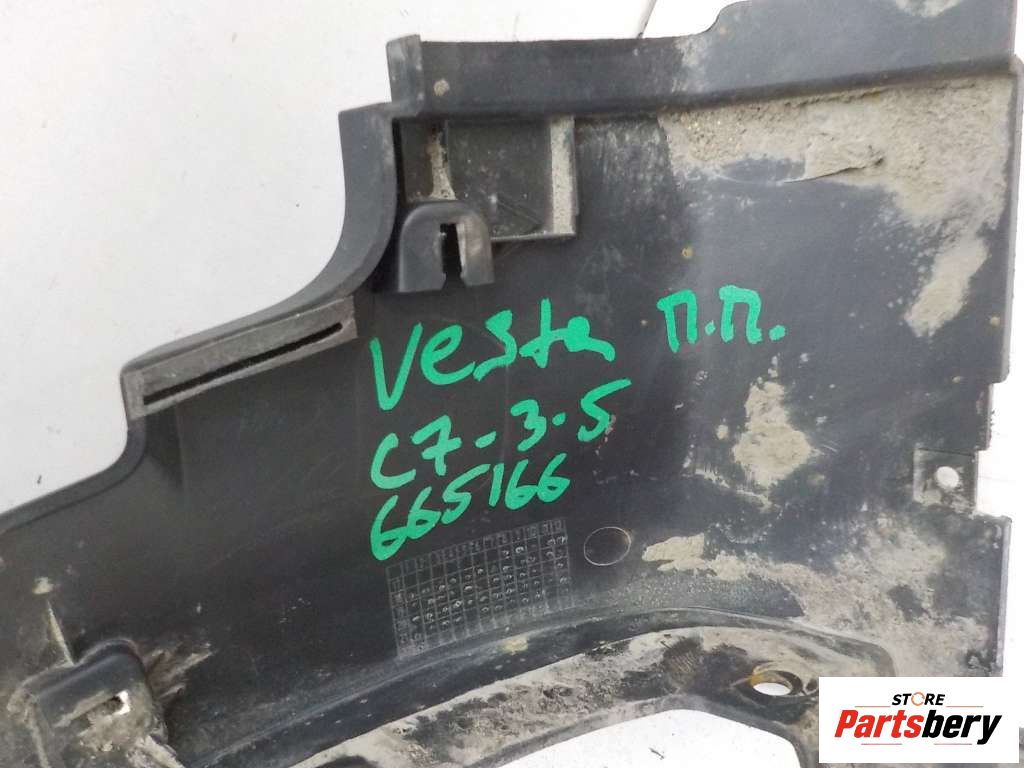 Vesta п.п.
C7-3-5
665166
STORE
Partsbery